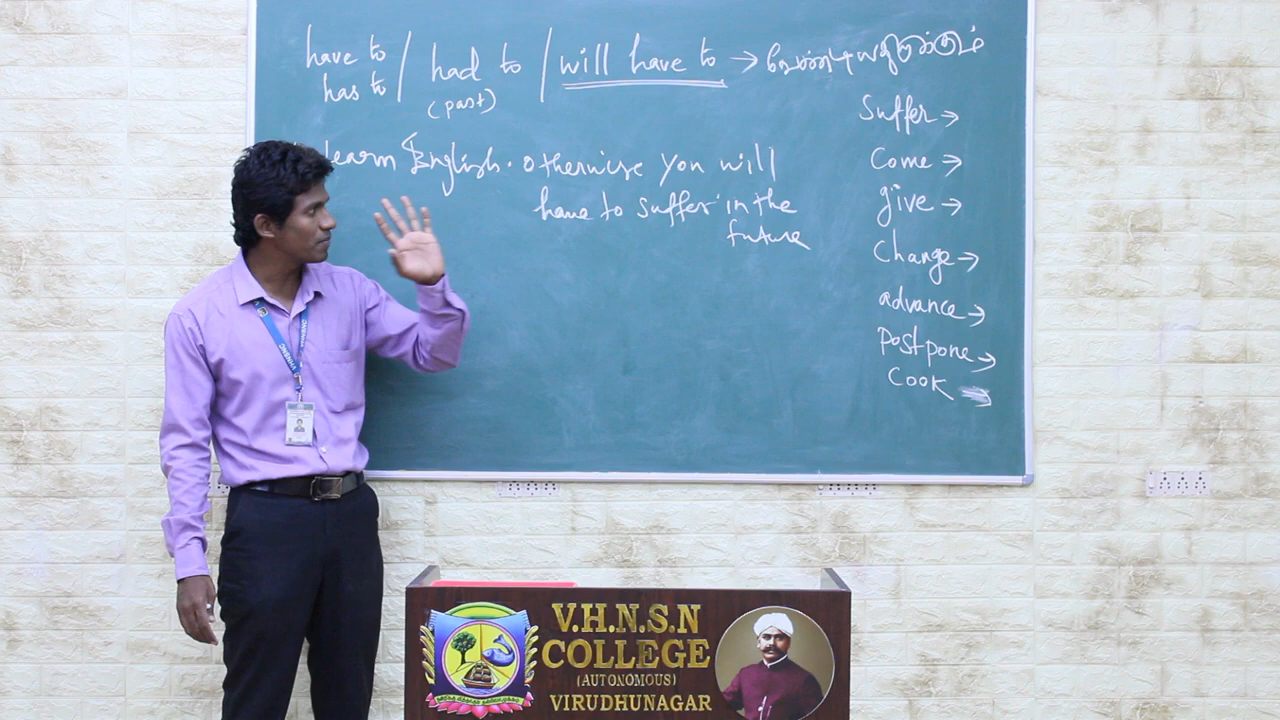 have to / had to / will have to → வேண்டியதிருக்கும்
has to (past)
learn English. otherwise you will
have to suffer in the
future
Suffer →
Come →
give →
Change →
advance →
Postpone →
Cook →
V.H.N.S.N
COLLEGE
(AUTONOMOUS)
VIRUDHUNAGAR